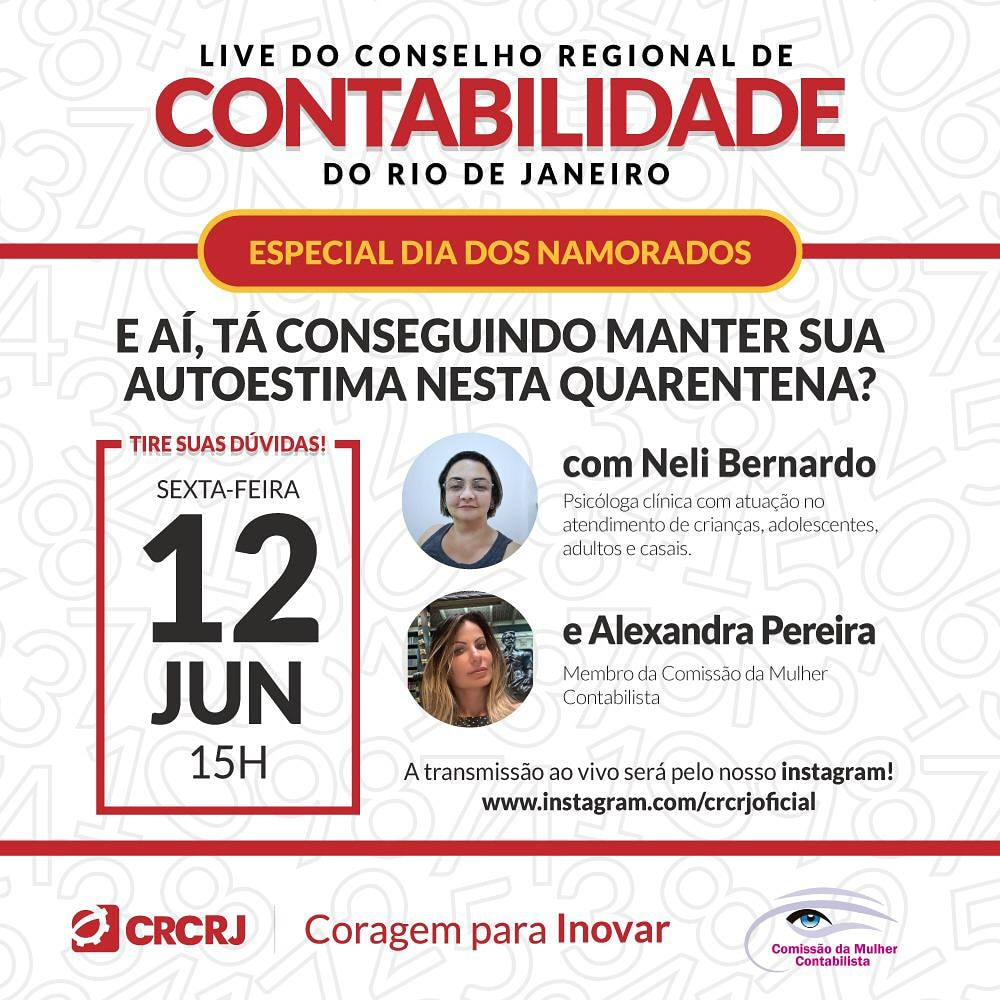 LIVE DO CONSELHO REGIONAL DE
CONTABILIDADE
DO RIO DE JANEIRO
ESPECIAL DIA DOS NAMORADOS
E AÍ, TÁ CONSEGUINDO MANTER SUA
AUTOESTIMA NESTA QUARENTENA?
TIRE SUAS DÚVIDAS!
SEXTA-FEIRA
12
JUN
15H
com Neli Bernardo
Psicóloga clínica com atuação no
atendimento de crianças, adolescentes,
adultos e casais.
e Alexandra Pereira
Membro da Comissão da Mulher
Contabilista
A transmissão ao vivo será pelo nosso instagram!
www.instagram.com/crcrjoficial
CRCRJ
Coragem para Inovar
Comissão da Mulher
Contabilista